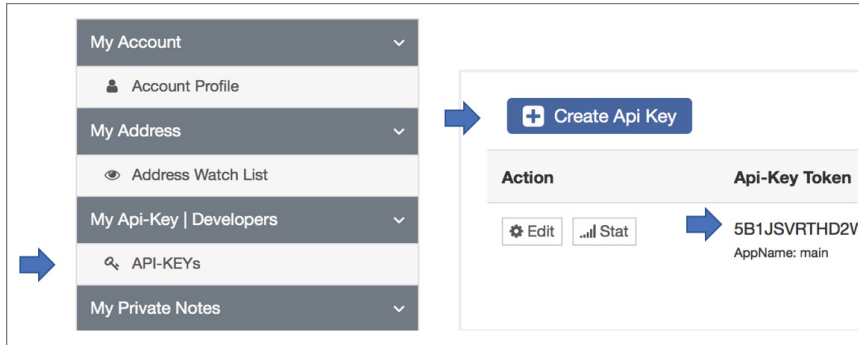 My Account
Account Profile
My Address
Address Watch List
My Api-Key | Developers
API-KEYs
My Private Notes
Create Api Key
Action Api-Key Token
Edit Stat 5B1JSVRTHD2W
AppName: main